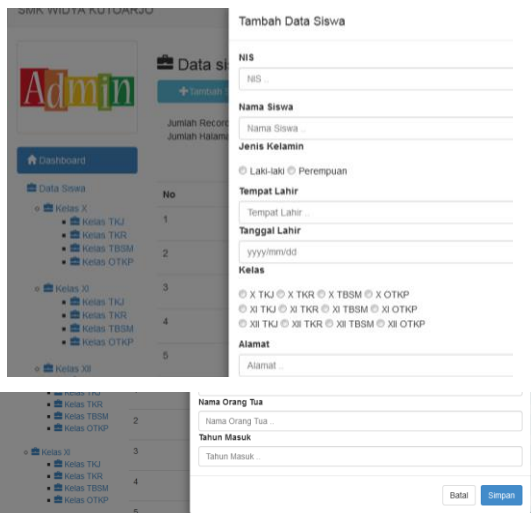 SMK WIDYA KUTOARJO
Tambah Data Siswa
Admin
Data si
+Tambah S
Jumlah Record
Jumlah Halama
Dashboard
Data Siswa
Kelas X
Kelas TKJ
Kelas TKR
Kelas TBSM
Kelas OTKP
Kelas XI
Kelas TKJ
Kelas TKR
Kelas TBSM
Kelas OTKP
Kelas XII
No
1
2
3
4
5
NIS
NIS ..
Nama Siswa
Nama Siswa ..
Jenis Kelamin
Laki-laki Perempuan
Tempat Lahir
Tempat Lahir ..
Tanggal Lahir
yyyy/mm/dd
Kelas
X TKJ X TKR X TBSM X OTKP
XI TKJ XI TKR XI TBSM XI OTKP
XII TKJ XII TKR XII TBSM XII OTKP
Alamat
Alamat ..
Kelas TKJ
Kelas TKR
Kelas TBSM
Kelas OTKP
Kelas XI
Kelas TKJ
Kelas TKR
Kelas TBSM
Kelas OTKP
2
3
4
5
Nama Orang Tua
Nama Orang Tua ..
Tahun Masuk
Tahun Masuk ..
Batal Simpan